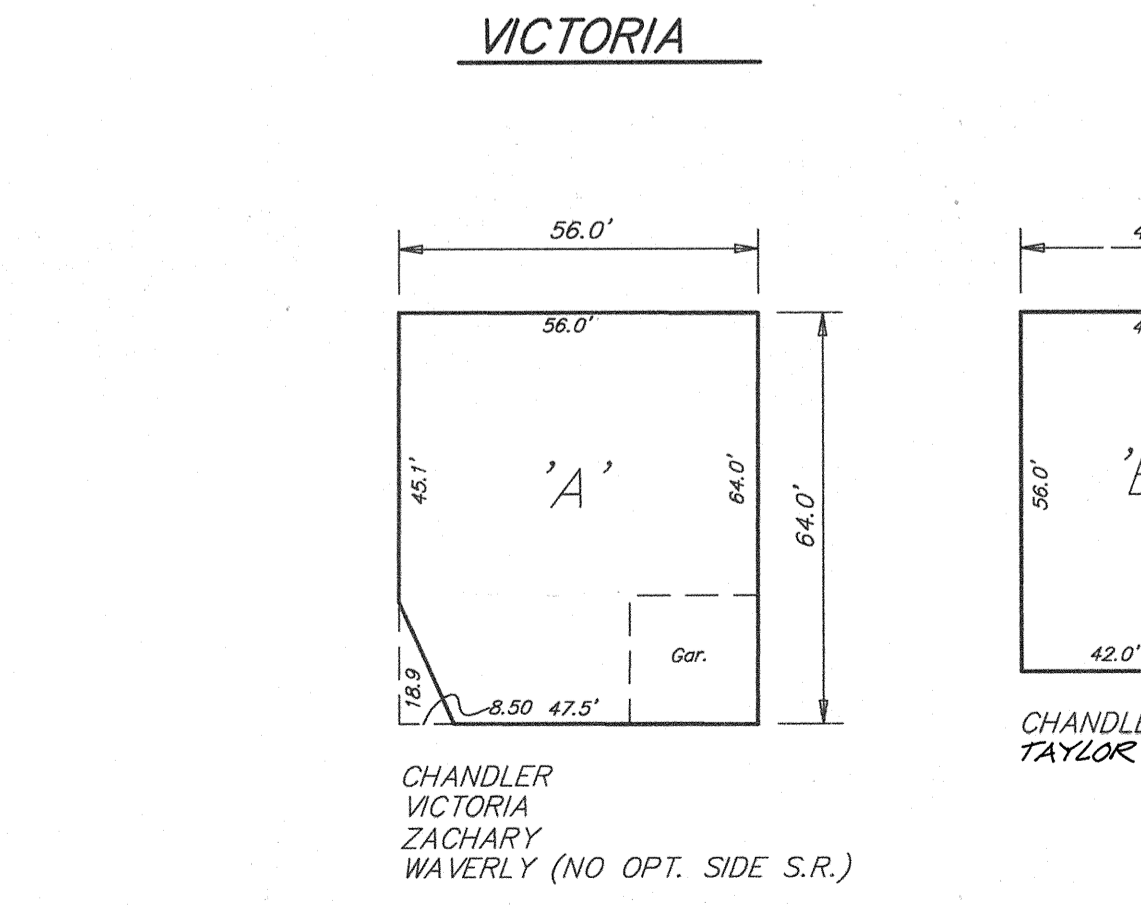 VICTORIA
56.0'
56.0'
45.1'
'A'
64.0'
64.0'
Gar.
18.9
8.50 47.5'
CHANDLER
VICTORIA
ZACHARY
WAVERLY (NO OPT. SIDE S.R.)
56.0'
42.0'
TAYLOR